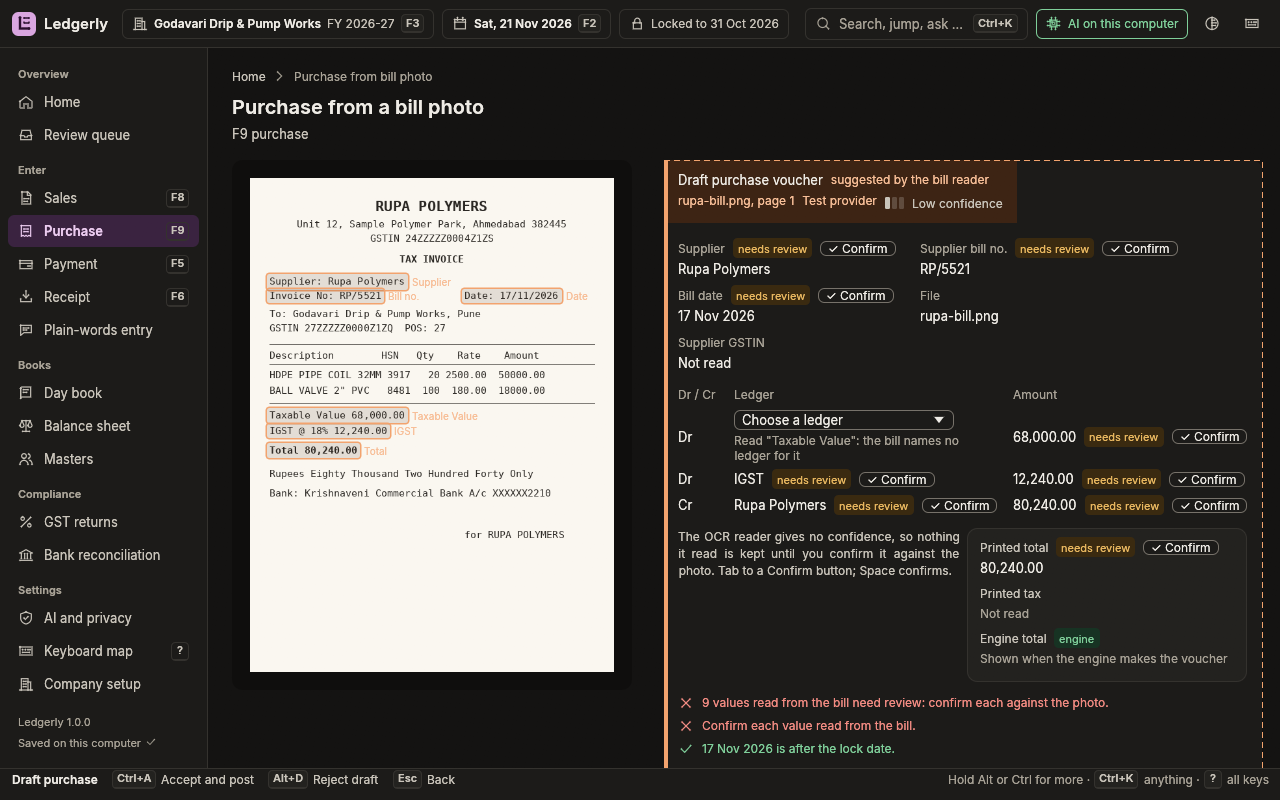 Ledgerly
Godavari Drip & Pump Works FY 2026-27 F3
Sat, 21 Nov 2026 F2
Locked to 31 Oct 2026
Search, jump, ask ... Ctrl+K
AI on this computer
Overview
Home
Review queue
Enter
Sales F8
Purchase F9
Payment F5
Receipt F6
Plain-words entry
Books
Day book
Balance sheet
Masters
Compliance
GST returns
Bank reconciliation
Settings
AI and privacy
Keyboard map ?
Company setup
Ledgerly 1.0.0
Saved on this computer
Home Purchase from bill photo
Purchase from a bill photo
F9 purchase
RUPA POLYMERS
Unit 12, Sample Polymer Park, Ahmedabad 382445
GSTIN 24ZZZZZ0004Z1ZS
TAX INVOICE
Supplier: Rupa Polymers Supplier
Invoice No: RP/5521 Bill no. Date: 17/11/2026 Date
To: Godavari Drip & Pump Works, Pune
GSTIN 27ZZZZZ0000Z1ZQ POS: 27
Description HSN Qty Rate Amount
HDPE PIPE COIL 32MM 3917 20 2500.00 50000.00
BALL VALVE 2" PVC 8481 100 180.00 18000.00
Taxable Value 68,000.00 Taxable Value
IGST @ 18% 12,240.00 IGST
Total 80,240.00 Total
Rupees Eighty Thousand Two Hundred Forty Only
Bank: Krishnaveni Commercial Bank A/c XXXXXX2210
for RUPA POLYMERS
Draft purchase voucher suggested by the bill reader
rupa-bill.png, page 1 Test provider Low confidence
Supplier needs review Confirm
Rupa Polymers
Supplier bill no. needs review Confirm
RP/5521
Bill date needs review Confirm
17 Nov 2026
File
rupa-bill.png
Supplier GSTIN
Not read
Dr / Cr Ledger Amount
Choose a ledger
Dr Read "Taxable Value": the bill names no ledger for it 68,000.00 needs review Confirm
Dr IGST needs review Confirm 12,240.00 needs review Confirm
Cr Rupa Polymers needs review Confirm 80,240.00 needs review Confirm
The OCR reader gives no confidence, so nothing
it read is kept until you confirm it against the
photo. Tab to a Confirm button; Space confirms.
Printed total needs review Confirm
80,240.00
Printed tax
Not read
Engine total engine
Shown when the engine makes the voucher
9 values read from the bill need review: confirm each against the photo.
Confirm each value read from the bill.
17 Nov 2026 is after the lock date.
Draft purchase Ctrl+A Accept and post Alt+D Reject draft Esc Back
Hold Alt or Ctrl for more · Ctrl+K anything · ? all keys